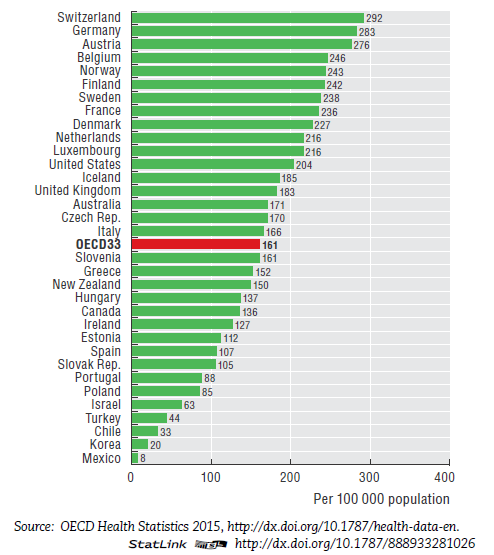 Switzerland 292
Germany 283
Austria 276
Belgium 246
Norway 243
Finland 242
Sweden 238
France 236
Denmark 227
Netherlands 216
Luxembourg 216
United States 204
Iceland 185
United Kingdom 183
Australia 171
Czech Rep. 170
Italy 166
OECD33 161
Slovenia 161
Greece 152
New Zealand 150
Hungary 137
Canada 136
Ireland 127
Estonia 112
Spain 107
Slovak Rep. 105
Portugal 88
Poland 85
Israel 63
Turkey 44
Chile 33
Korea 20
Mexico 8
0 100 200 300 400
Per 100 000 population
Source: OECD Health Statistics 2015, http://dx.doi.org/10.1787/health-data-en.
StatLink http://dx.doi.org/10.1787/888933281026